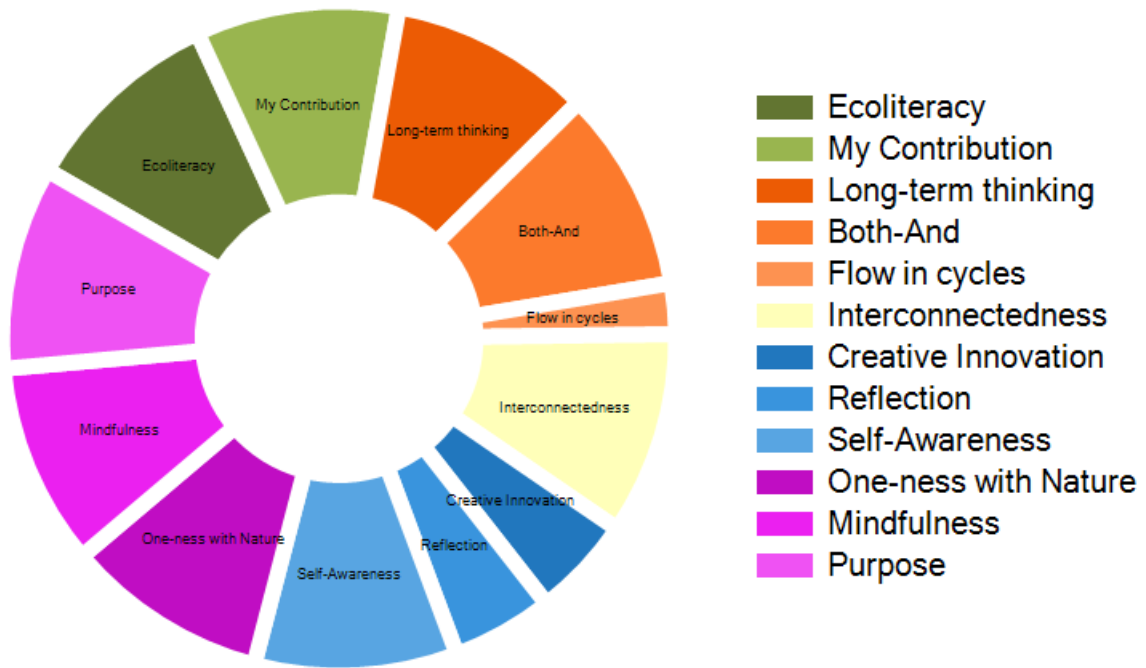 My Contribution
Long-term thinking
Ecoliteracy
Both-And
Purpose
Flow in cycles
Interconnectedness
Mindfulness
Creative Innovation
One-ness with Nature
Reflection
Self-Awareness
Ecoliteracy
My Contribution
Long-term thinking
Both-And
Flow in cycles
Interconnectedness
Creative Innovation
Reflection
Self-Awareness
One-ness with Nature
Mindfulness
Purpose